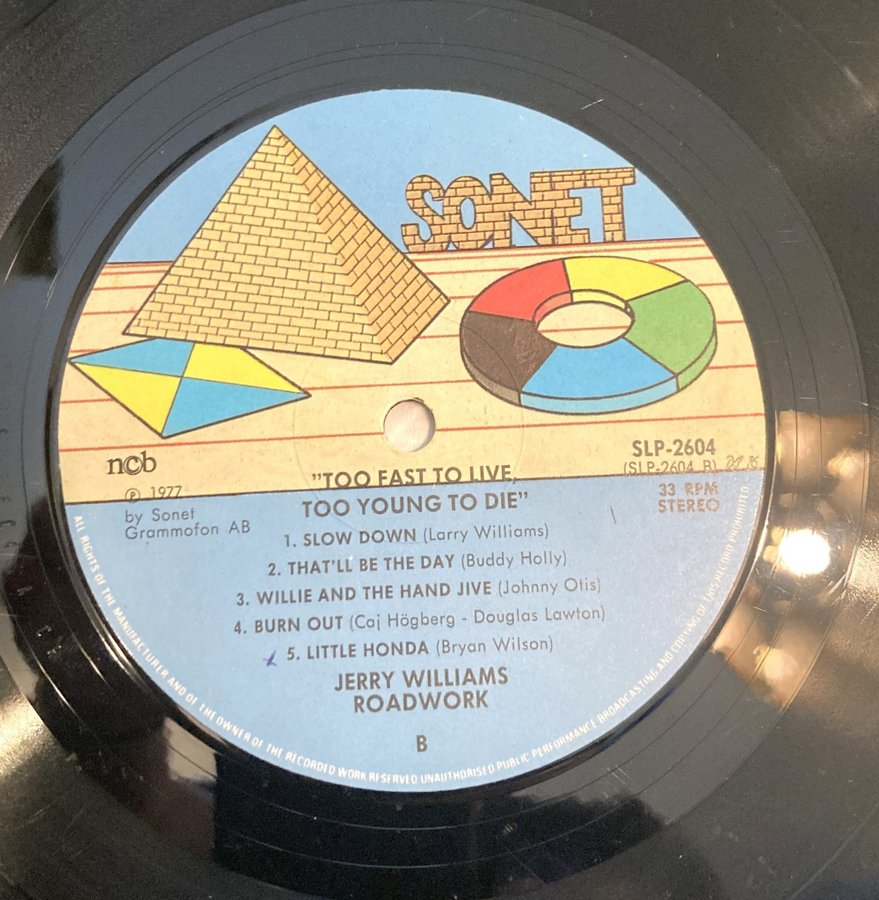 SONET
ncb
℗ 1977
by Sonet
Grammofon AB
SLP-2604
(SLP-2604 B)
33 RPM
STEREO
"TOO FAST TO LIVE,
TOO YOUNG TO DIE"
1. SLOW DOWN (Larry Williams)
2. THAT'LL BE THE DAY (Buddy Holly)
3. WILLIE AND THE HAND JIVE (Johnny Otis)
4. BURN OUT (Caj Högberg - Douglas Lawton)
5. LITTLE HONDA (Bryan Wilson)
JERRY WILLIAMS
ROADWORK
B
ALL RIGHTS OF THE MANUFACTURER AND OF THE OWNER OF THE RECORDED WORK RESERVED UNAUTHORISED PUBLIC PERFORMANCE BROADCASTING AND COPYING OF THIS RECORD PROHIBITED